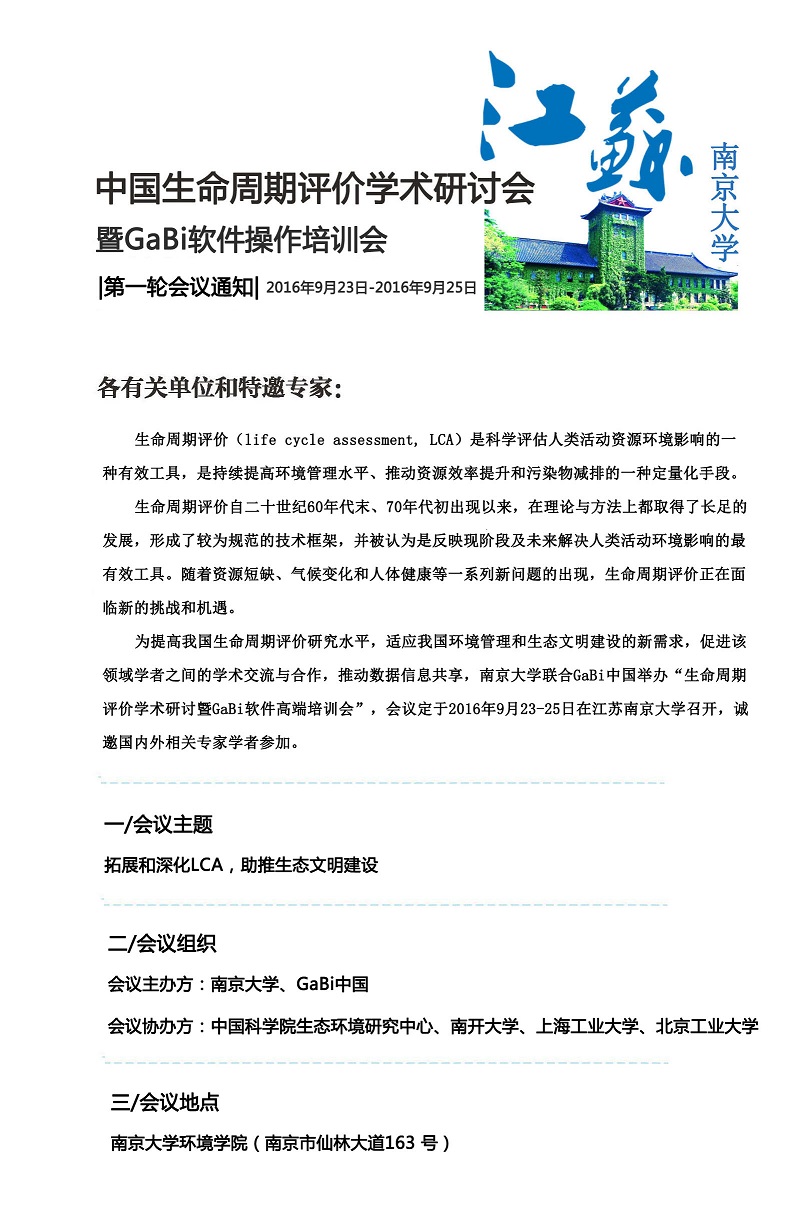 江蘇
南京大学
中国生命周期评价学术研讨会
暨GaBi软件操作培训会
|第一轮会议通知| 2016年9月23日-2016年9月25日
各有关单位和特邀专家：
生命周期评价（life cycle assessment, LCA）是科学评估人类活动资源环境影响的一
种有效工具，是持续提高环境管理水平、推动资源效率提升和污染物减排的一种定量化手段。
生命周期评价自二十世纪60年代末、70年代初出现以来，在理论与方法上都取得了长足的
发展，形成了较为规范的技术框架，并被认为是反映现阶段及未来解决人类活动环境影响的最
有效工具。随着资源短缺、气候变化和人体健康等一系列新问题的出现，生命周期评价正在面
临新的挑战和机遇。
为提高我国生命周期评价研究水平，适应我国环境管理和生态文明建设的新需求，促进该
领域学者之间的学术交流与合作，推动数据信息共享，南京大学联合GaBi中国举办“生命周期
评价学术研讨暨GaBi软件高端培训会”，会议定于2016年9月23-25日在江苏南京大学召开，诚
邀国内外相关专家学者参加。
一/会议主题
拓展和深化LCA，助推生态文明建设
二/会议组织
会议主办方：南京大学、GaBi中国
会议协办方：中国科学院生态环境研究中心、南开大学、上海工业大学、北京工业大学
三/会议地点
南京大学环境学院（南京市仙林大道163 号）